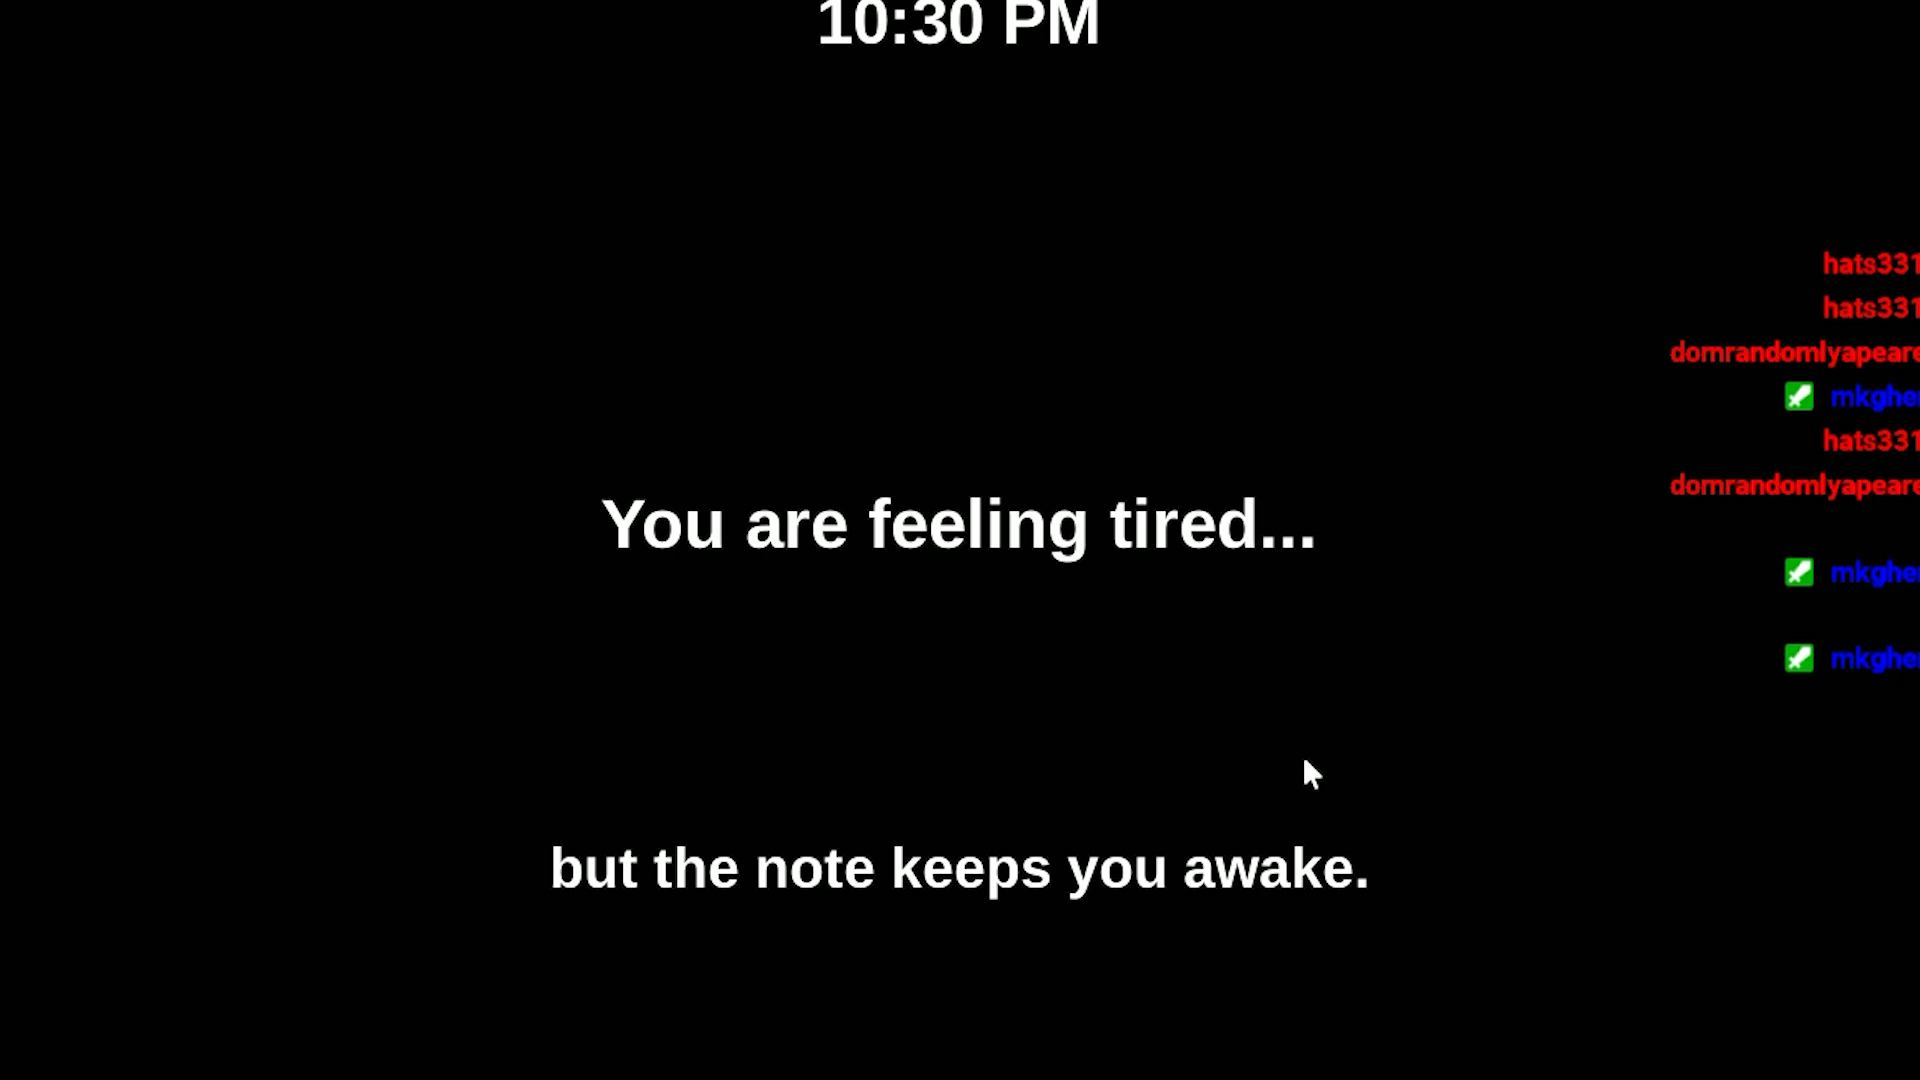 10:30 PM
hats331
hats331
domrandomlyapeare
mkghe
hats331
domrandomlyapeare
You are feeling tired...
mkghe
mkghe
but the note keeps you awake.